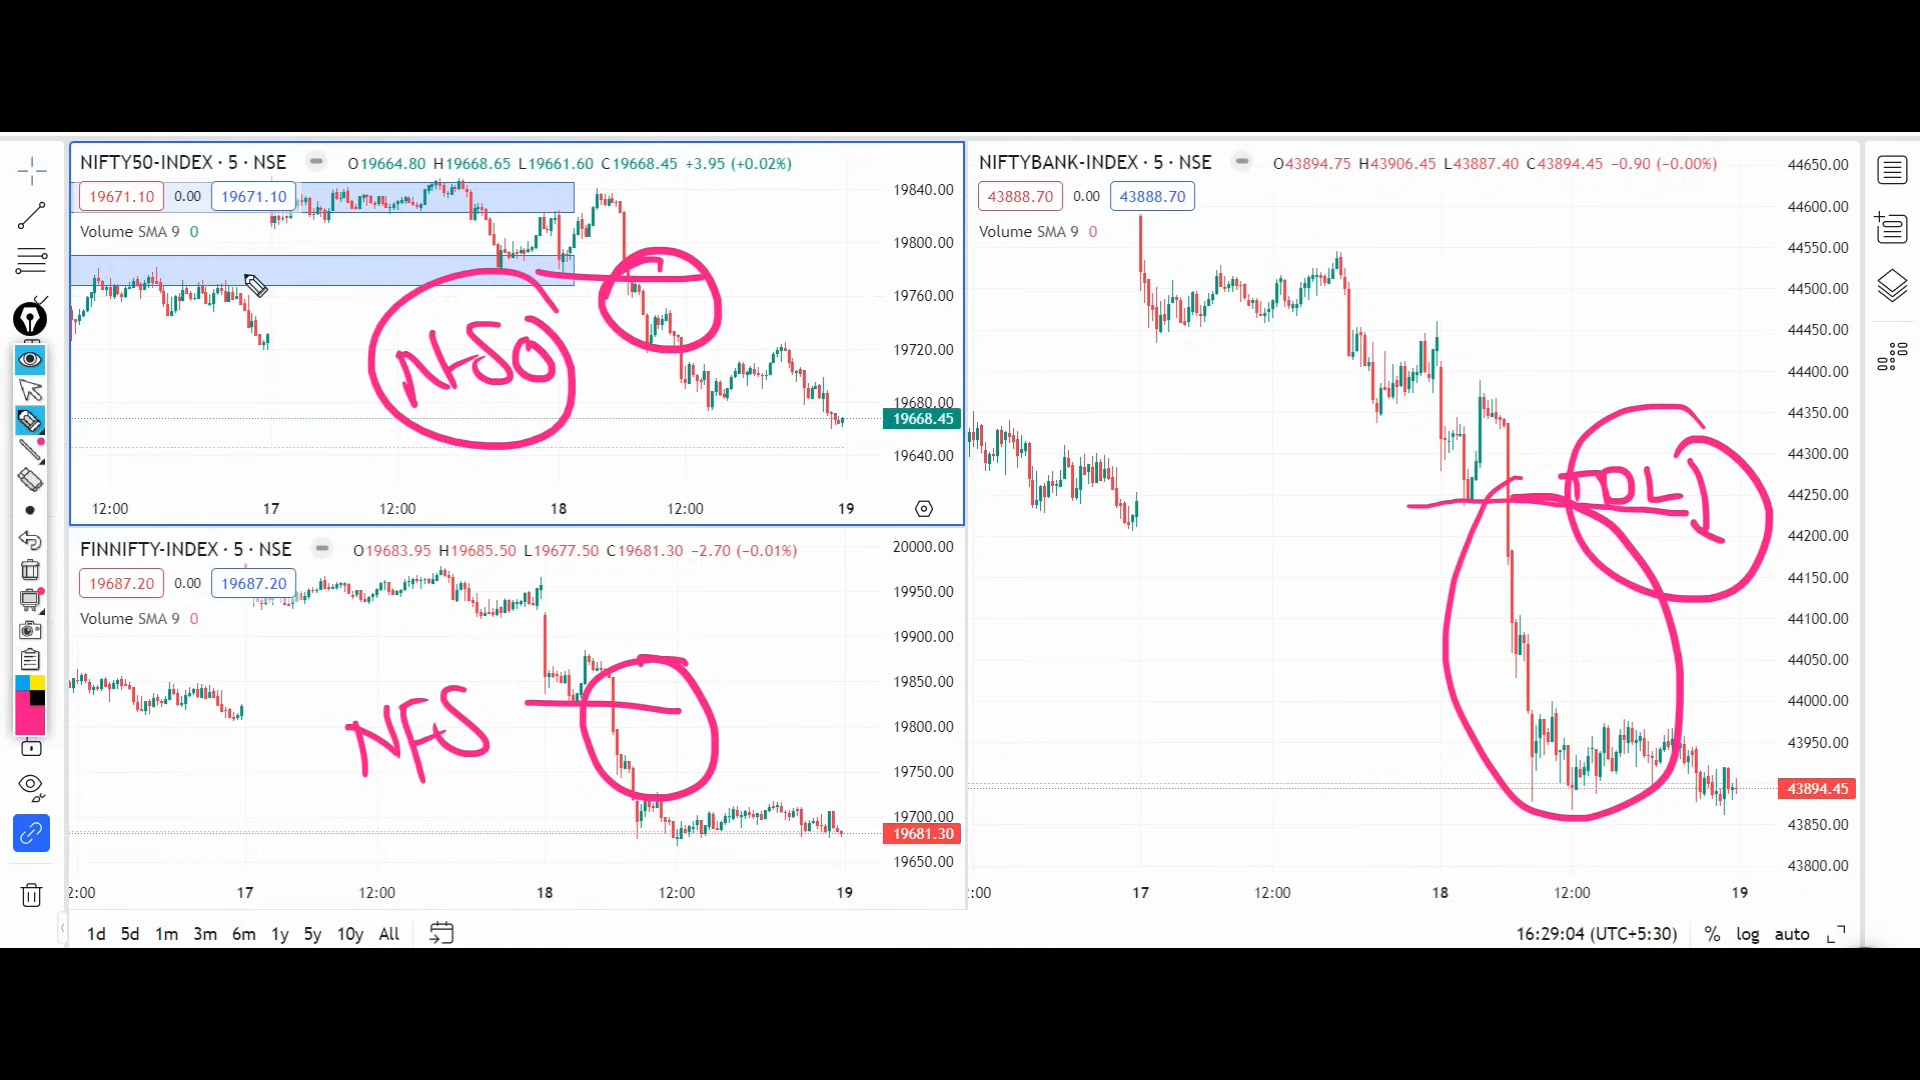 NIFTY50-INDEX · 5 · NSE O19664.80 H19668.65 L19661.60 C19668.45 +3.95 (+0.02%)
19671.10 0.00 19671.10
Volume SMA 9 0
19840.00
19800.00
19760.00
19720.00
19680.00
19668.45
19640.00
12:00 17 12:00 18 12:00 19
NFS
FINNIFTY-INDEX · 5 · NSE O19683.95 H19685.50 L19677.50 C19681.30 −2.70 (−0.01%)
19687.20 0.00 19687.20
Volume SMA 9 0
20000.00
19950.00
19900.00
19850.00
19800.00
19750.00
19700.00
19681.30
19650.00
2:00 17 12:00 18 12:00 19
NIFTYBANK-INDEX · 5 · NSE O43894.75 H43906.45 L43887.40 C43894.45 −0.90 (−0.00%)
43888.70 0.00 43888.70
Volume SMA 9 0
44650.00
44600.00
44550.00
44500.00
44450.00
44400.00
44350.00
44300.00
44250.00
44200.00
44150.00
44100.00
44050.00
44000.00
43950.00
43894.45
43850.00
43800.00
PDL
:00 17 12:00 18 12:00 19
1d 5d 1m 3m 6m 1y 5y 10y All
16:29:04 (UTC+5:30) % log auto